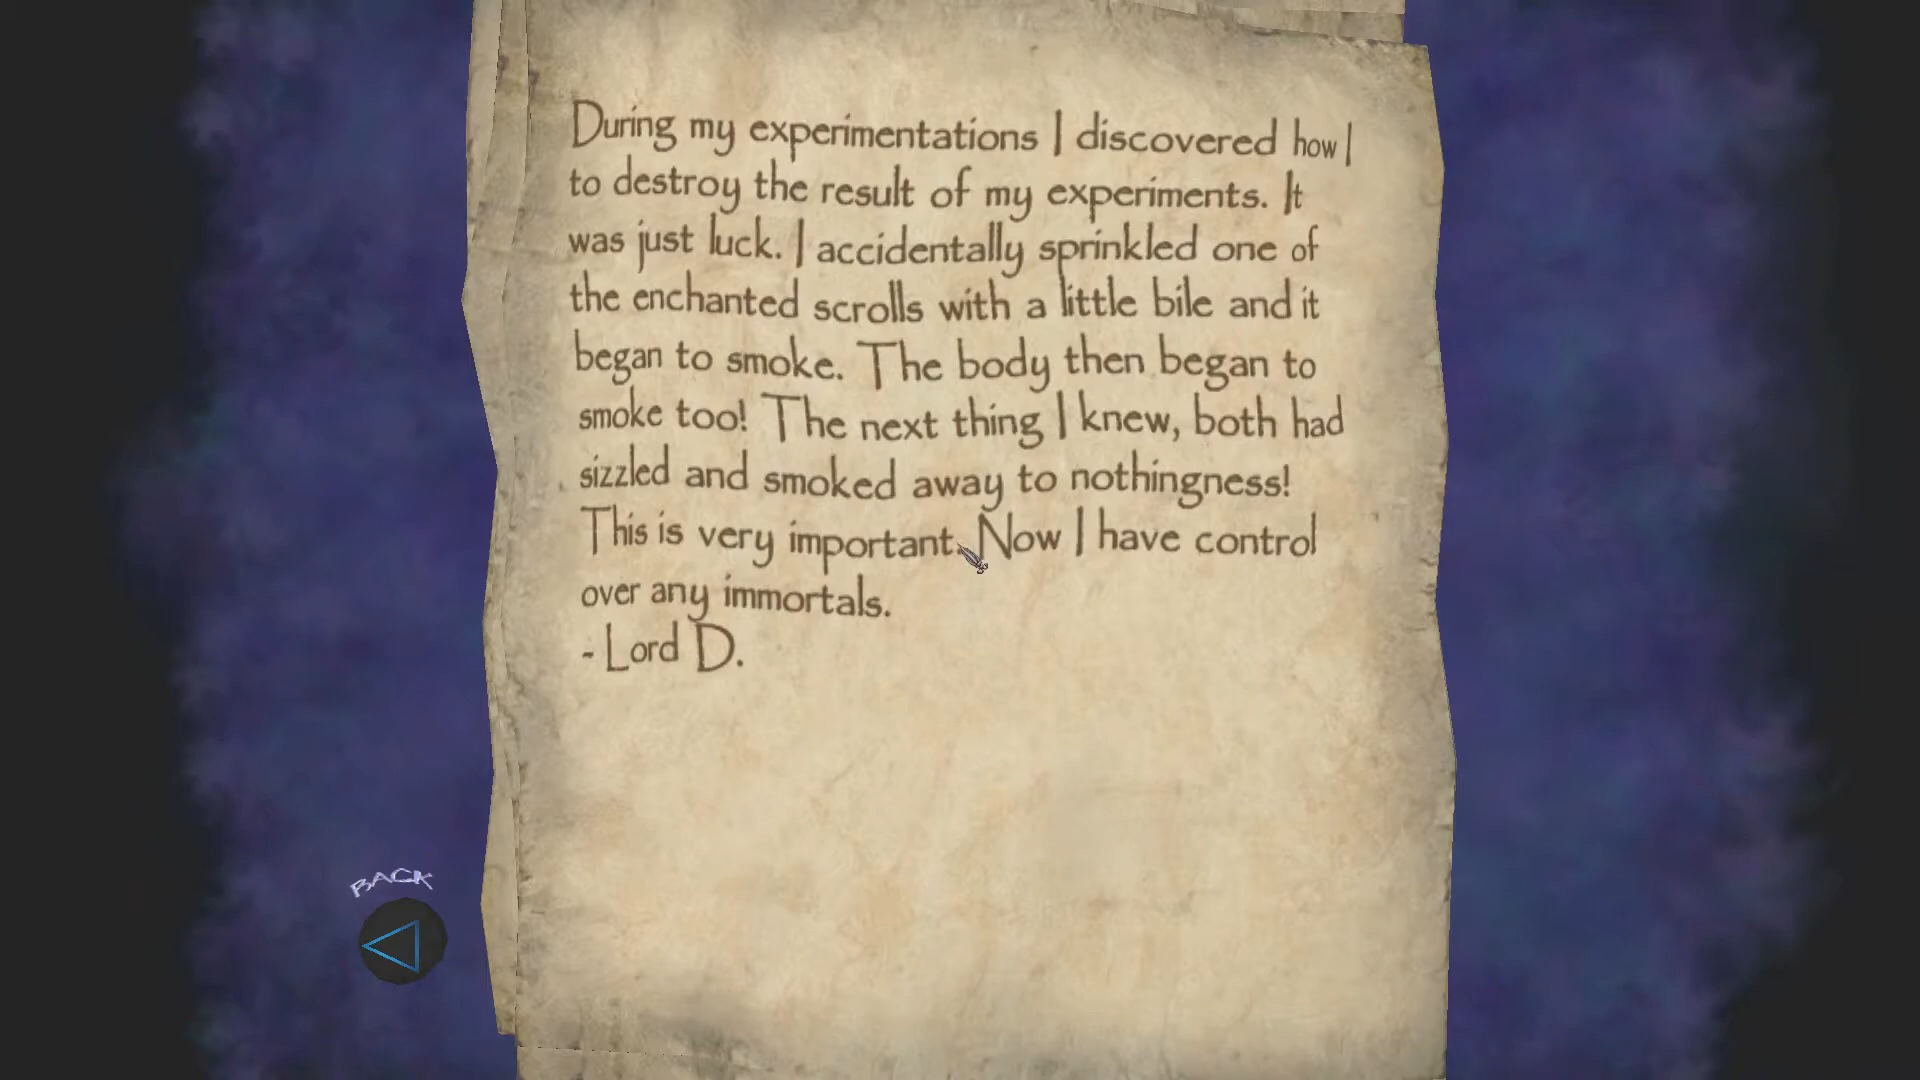 During my experimentations I discovered how I
to destroy the result of my experiments. It
was just luck. I accidentally sprinkled one of
the enchanted scrolls with a little bile and it
began to smoke. The body then began to
smoke too! The next thing I knew, both had
sizzled and smoked away to nothingness!
This is very important. Now I have control
over any immortals.
- Lord D.
BACK